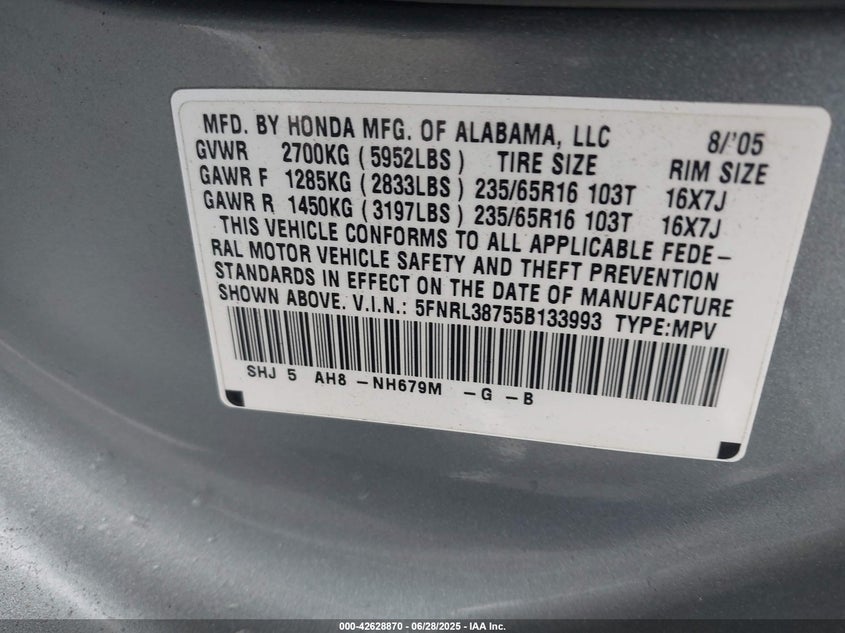 MFD. BY HONDA MFG. OF ALABAMA, LLC 8/'05
GVWR 2700KG (5952LBS) TIRE SIZE RIM SIZE
GAWR F 1285KG (2833LBS) 235/65R16 103T 16X7J
GAWR R 1450KG (3197LBS) 235/65R16 103T 16X7J
THIS VEHICLE CONFORMS TO ALL APPLICABLE FEDE-
RAL MOTOR VEHICLE SAFETY AND THEFT PREVENTION
STANDARDS IN EFFECT ON THE DATE OF MANUFACTURE
SHOWN ABOVE. V.I.N.: 5FNRL38755B133993 TYPE:MPV
SHJ 5 AH8 -NH679M -G -B
000-42628870 | 06/28/2025 - IAA Inc.